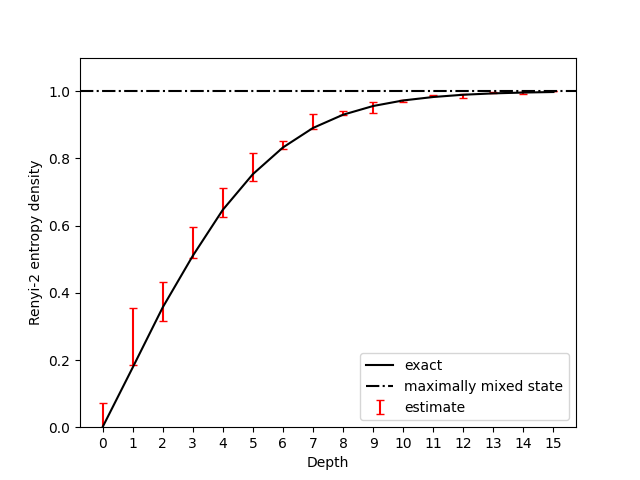 Renyi-2 entropy density
1.0
0.8
0.6
0.4
0.2
0.0
exact
maximally mixed state
estimate
0 1 2 3 4 5 6 7 8 9 10 11 12 13 14 15
Depth